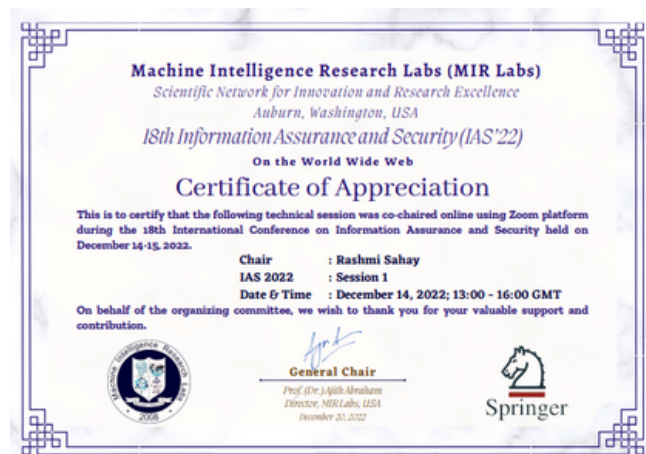 Machine Intelligence Research Labs (MIR Labs)
Scientific Network for Innovation and Research Excellence
Auburn, Washington, USA
18th Information Assurance and Security (IAS'22)
On the World Wide Web
Certificate of Appreciation
This is to certify that the following technical session was co-chaired online using Zoom platform
during the 18th International Conference on Information Assurance and Security held on
December 14-15, 2022.
Chair : Rashmi Sahay
IAS 2022 : Session 1
Date & Time : December 14, 2022; 13:00 - 16:00 GMT
On behalf of the organizing committee, we wish to thank you for your valuable support and
contribution.
General Chair
Prof. (Dr.) Ajith Abraham
Director, MIR Labs, USA
December 20, 2022
Machine Intelligence Research Labs
2008
Springer